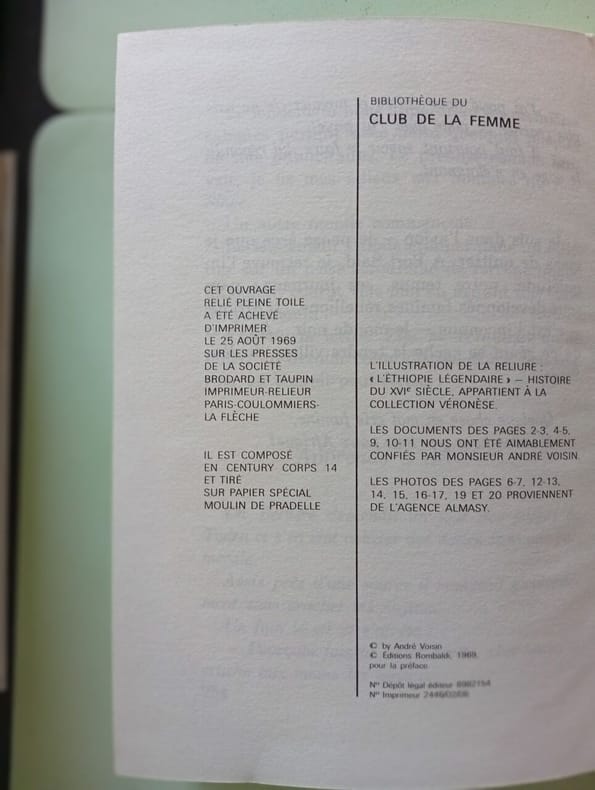 BIBLIOTHÈQUE DU
CLUB DE LA FEMME
CET OUVRAGE
RELIÉ PLEINE TOILE
A ÉTÉ ACHEVÉ
D'IMPRIMER
LE 25 AOÛT 1969
SUR LES PRESSES
DE LA SOCIÉTÉ
BRODARD ET TAUPIN
IMPRIMEUR-RELIEUR
PARIS-COULOMMIERS-
LA FLÈCHE
IL EST COMPOSÉ
EN CENTURY CORPS 14
ET TIRÉ
SUR PAPIER SPÉCIAL
MOULIN DE PRADELLE
L'ILLUSTRATION DE LA RELIURE :
« L'ÉTHIOPIE LÉGENDAIRE » — HISTOIRE
DU XVIe SIÈCLE, APPARTIENT À LA
COLLECTION VÉRONÈSE.
LES DOCUMENTS DES PAGES 2-3, 4-5,
9, 10-11 NOUS ONT ÉTÉ AIMABLEMENT
CONFIÉS PAR MONSIEUR ANDRÉ VOISIN.
LES PHOTOS DES PAGES 6-7, 12-13,
14, 15, 16-17, 19 ET 20 PROVIENNENT
DE L'AGENCE ALMASY.
© by André Voisin
© Éditions Rombaldi, 1969,
pour la préface.
No Dépôt légal éditeur
No Imprimeur